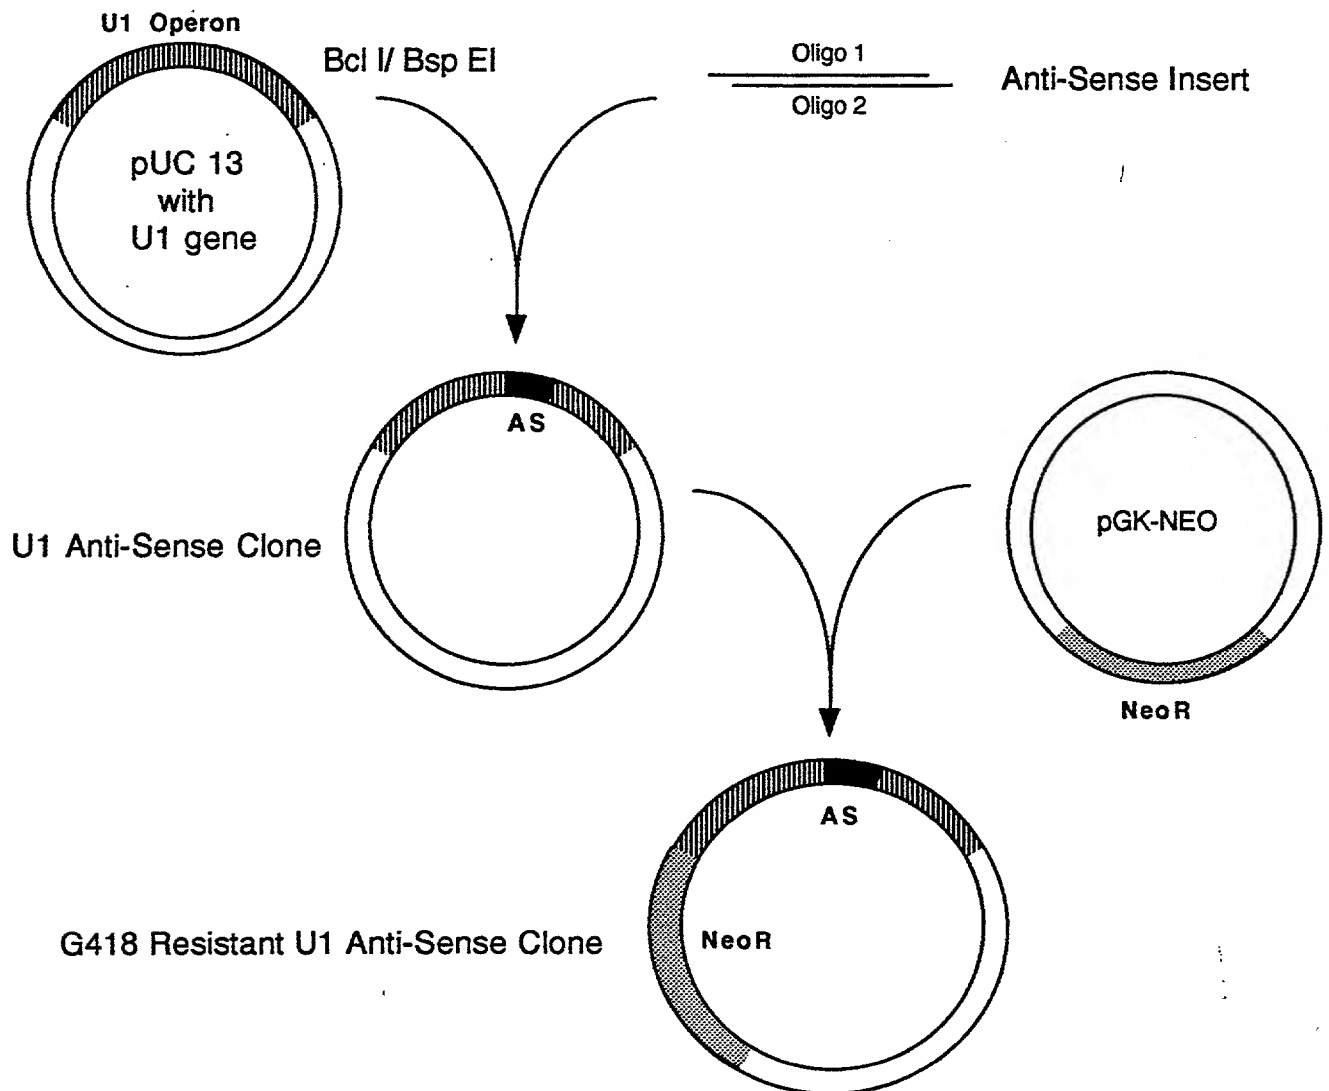 U1 Operon
Bcl I/ Bsp EI
Oligo 1
Oligo 2
Anti-Sense Insert
pUC 13
with
U1 gene
AS
U1 Anti-Sense Clone
pGK-NEO
NeoR
AS
G418 Resistant U1 Anti-Sense Clone
NeoR